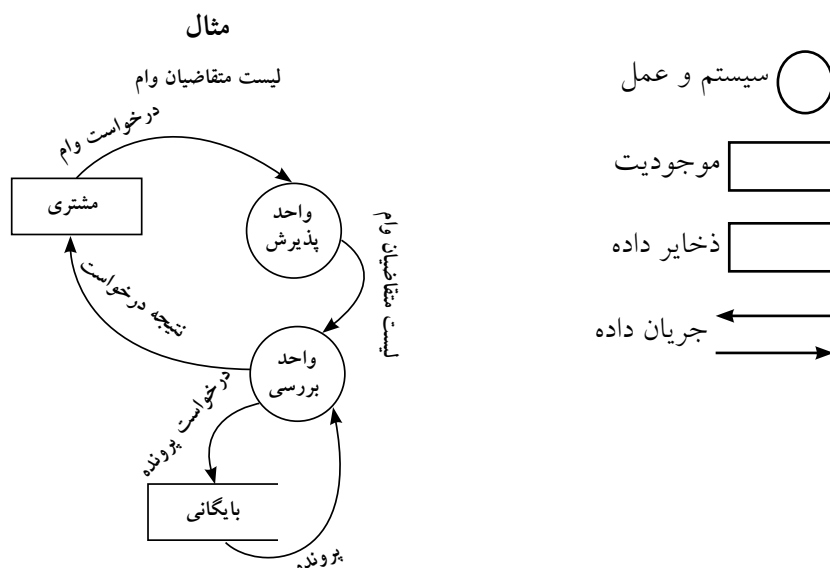 مثال
لیست متقاضیان وام
درخواست وام
مشتری
واحد
پذیرش
لیست متقاضیان وام
نتیجه درخواست
واحد
بررسی
درخواست پرونده
بایگانی
پرونده
سیستم و عمل
موجودیت
ذخایر داده
جریان داده